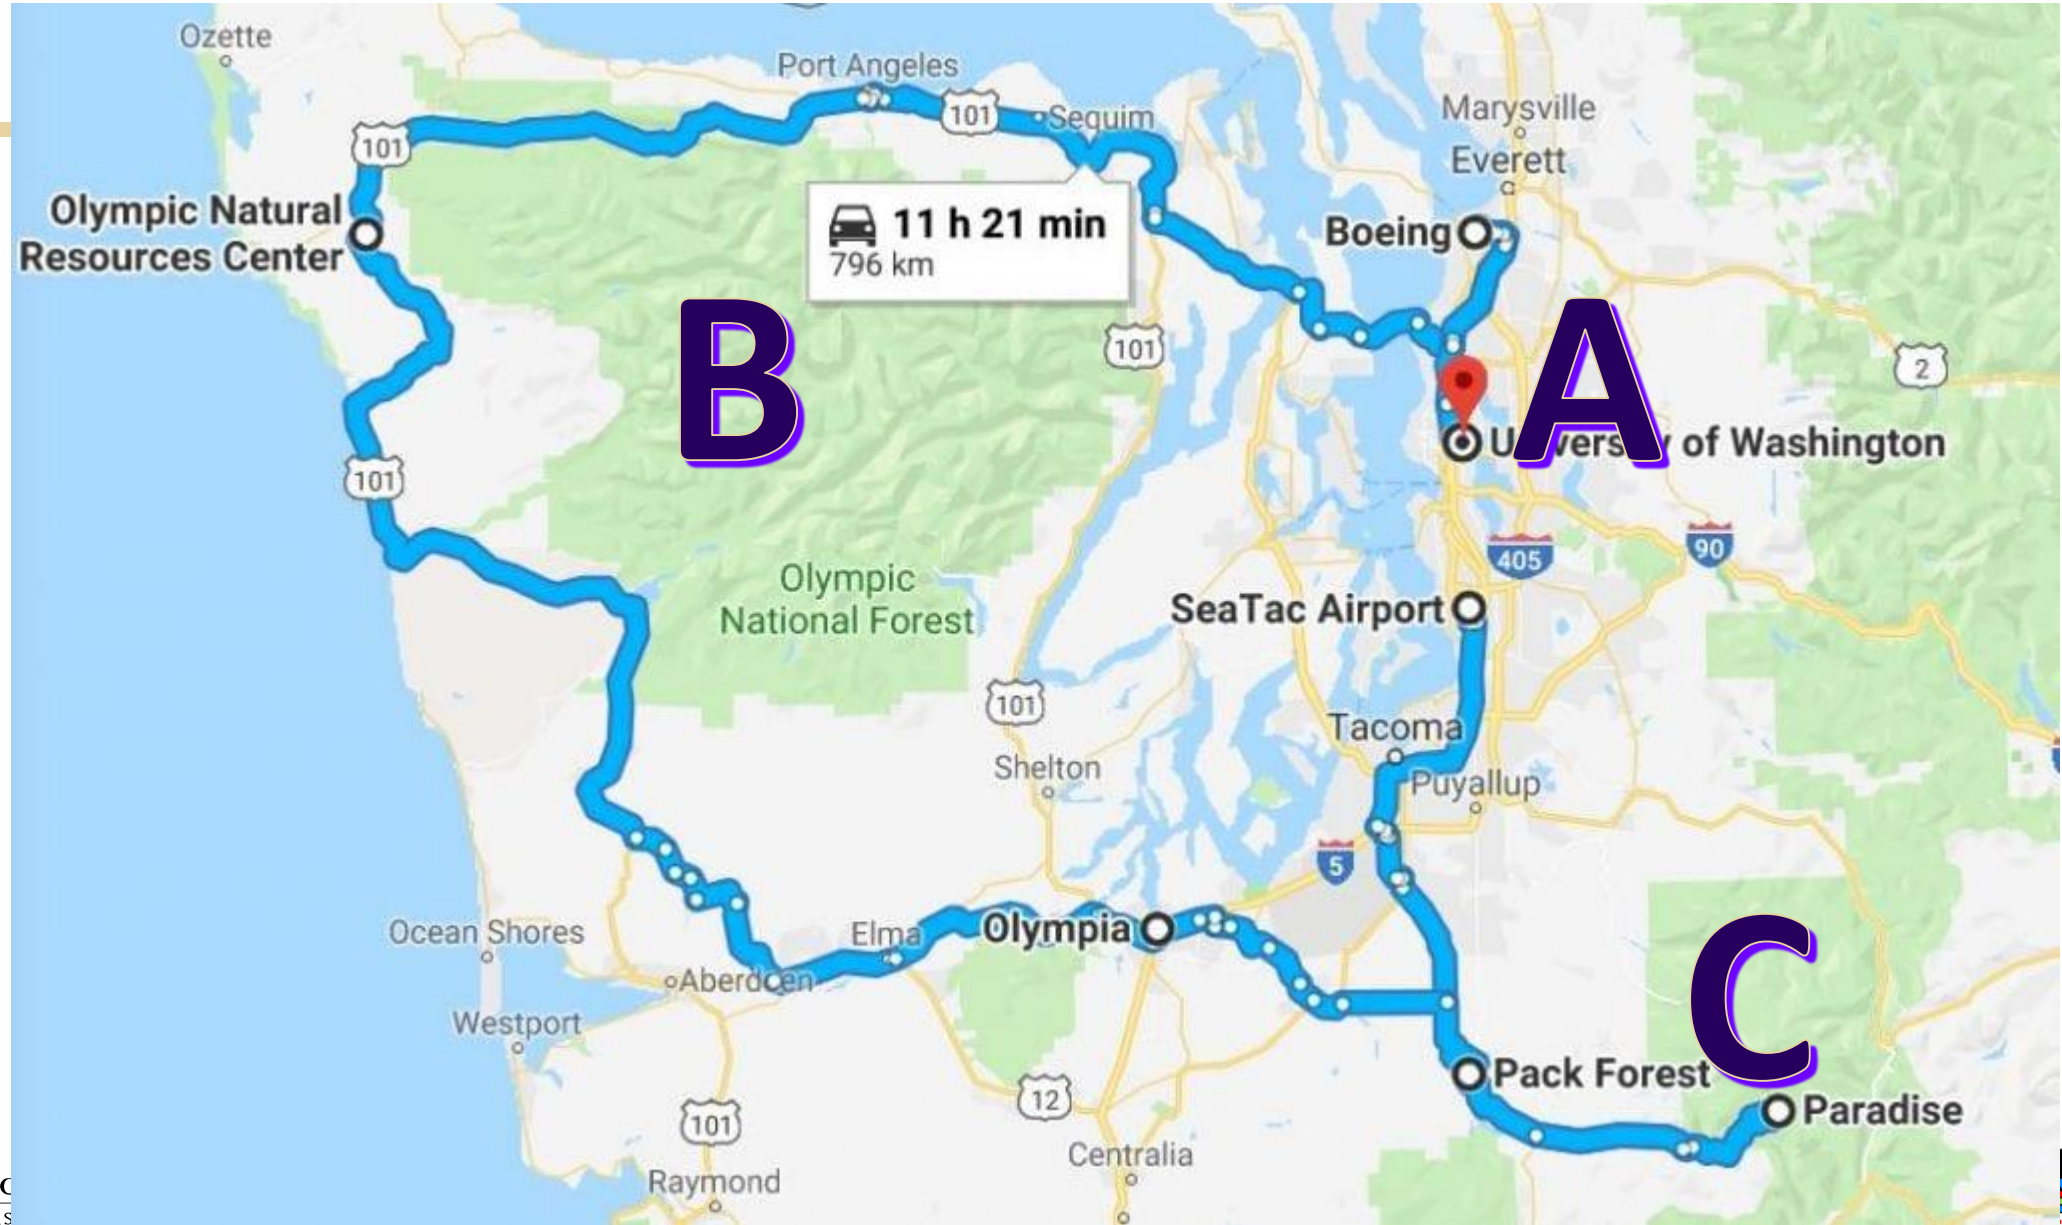 Ozette
Port Angeles
101
Sequim
Marysville
Everett
101
Olympic Natural
Resources Center
11 h 21 min
796 km
Boeing
B
A
101
2
University of Washington
101
405
90
Olympic
National Forest
SeaTac Airport
101
Tacoma
Shelton
Puyallup
5
Ocean Shores
Elma
Olympia
C
Aberdeen
Westport
Pack Forest
12
Paradise
101
Centralia
Raymond